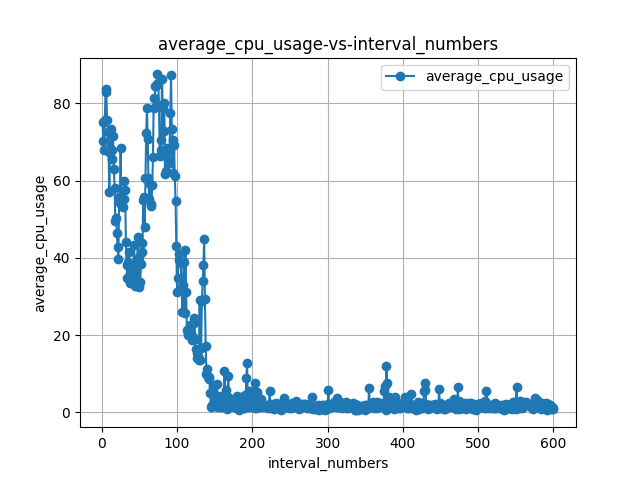 average_cpu_usage-vs-interval_numbers
average_cpu_usage
average_cpu_usage
80
60
40
20
0
0 100 200 300 400 500 600
interval_numbers